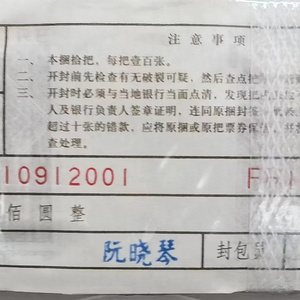 注意事项
一、本捆拾把，每把壹百张。
二、开封前先检查有无破裂可疑，然后查点把
三、开封时必须与当地银行当面点清，发现把
人及银行负责人签章证明，连同原捆封签
超过十张的错款，应将原捆或原把票券保
查处理。
10912001
佰圆整
阮晓琴 封包